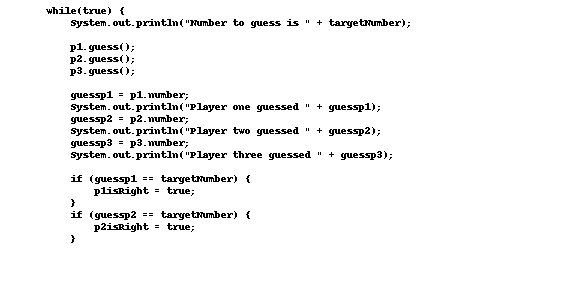 while(true) {
System.out.println("Number to guess is " + targetNumber);
p1.guess();
p2.guess();
p3.guess();
guessp1 = p1.number;
System.out.println("Player one guessed " + guessp1);
guessp2 = p2.number;
System.out.println("Player two guessed " + guessp2);
guessp3 = p3.number;
System.out.println("Player three guessed " + guessp3);
if (guessp1 == targetNumber) {
p1isRight = true;
}
if (guessp2 == targetNumber) {
p2isRight = true;
}